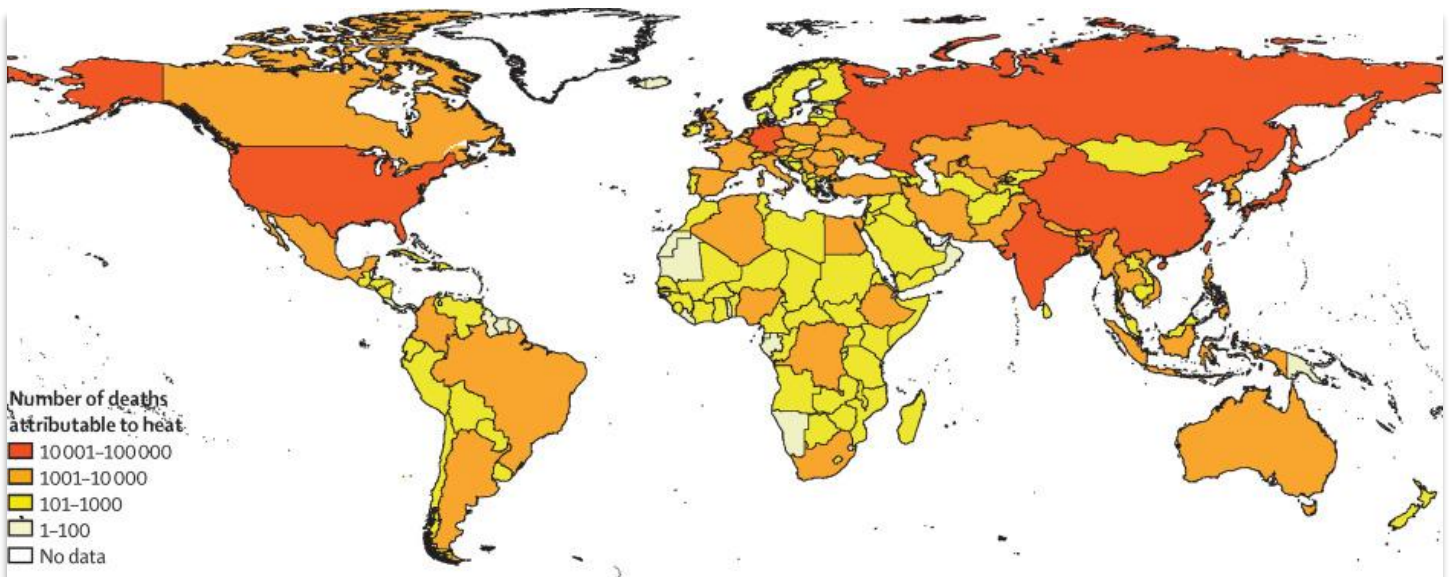 Number of deaths
attributable to heat
10 001–100 000
1001–10 000
101–1000
1–100
No data